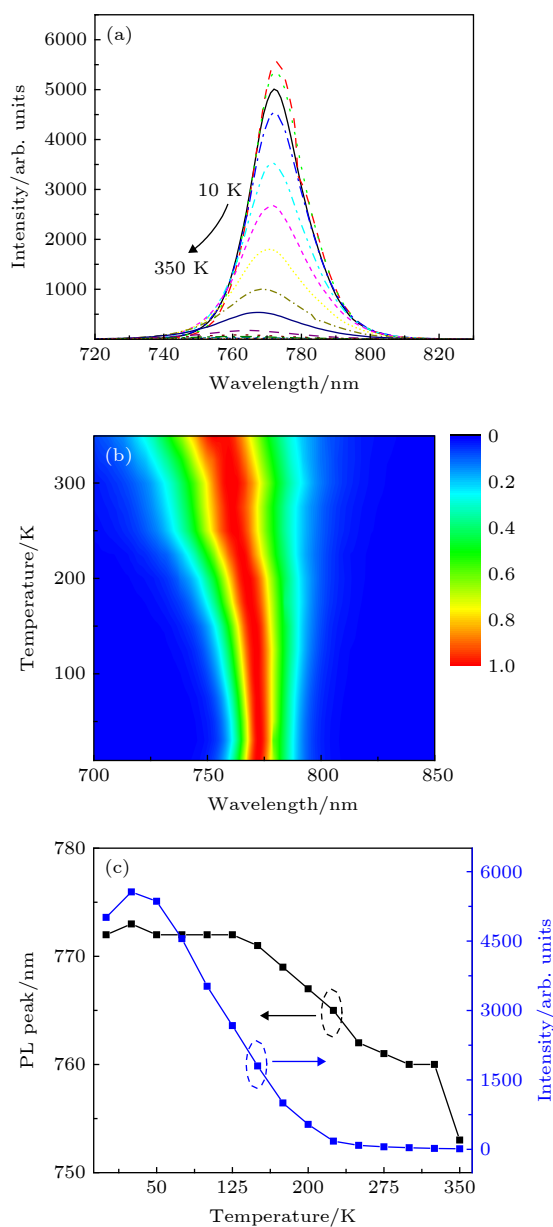 (a)
Intensity/arb. units
6000
5000
4000
3000
2000
1000
10 K
350 K
720 740 760 780 800 820
Wavelength/nm
(b)
Temperature/K
300
200
100
700 750 800 850
Wavelength/nm
0
0.2
0.4
0.6
0.8
1.0
(c)
PL peak/nm
780
770
760
750
6000
4500
3000
1500
0
Intensity/arb. units
50 125 200 275 350
Temperature/K